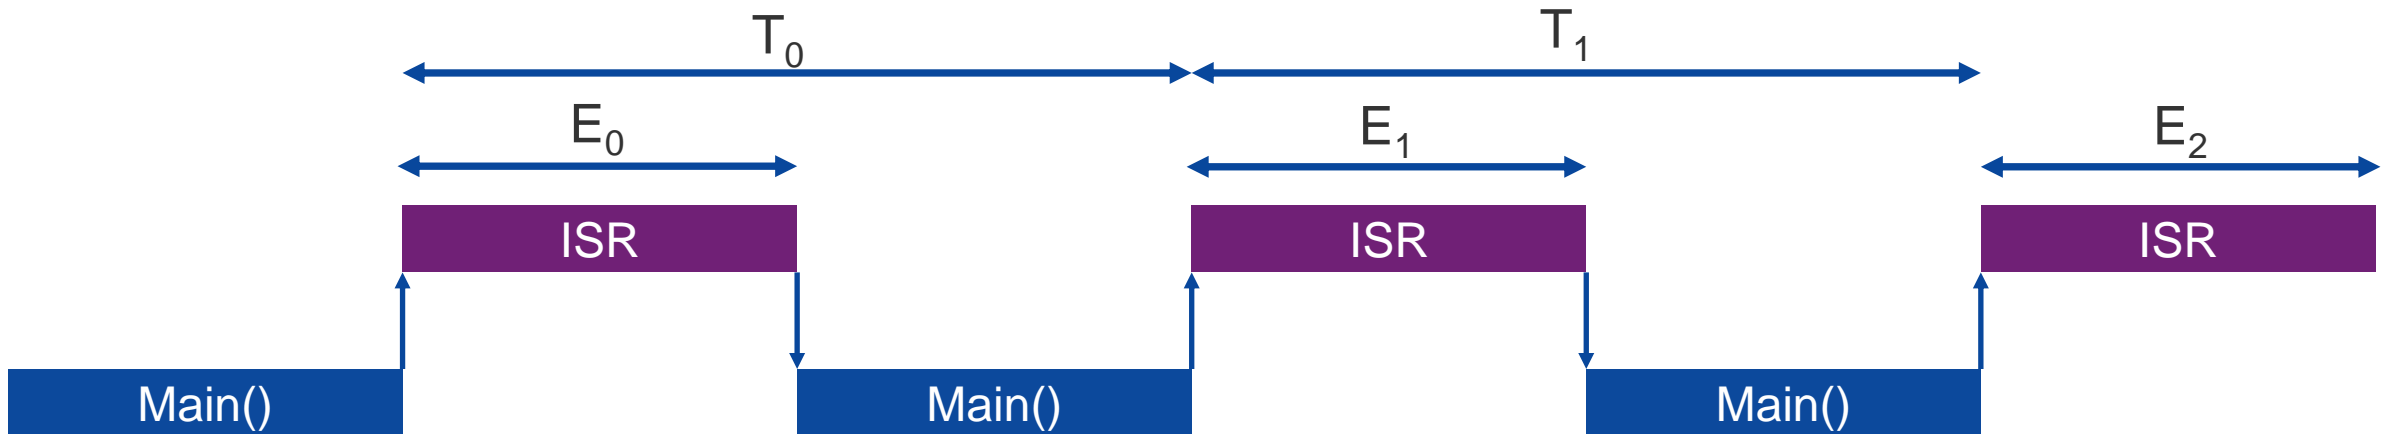 T0
T1
E0
E1
E2
ISR
ISR
ISR
Main()
Main()
Main()